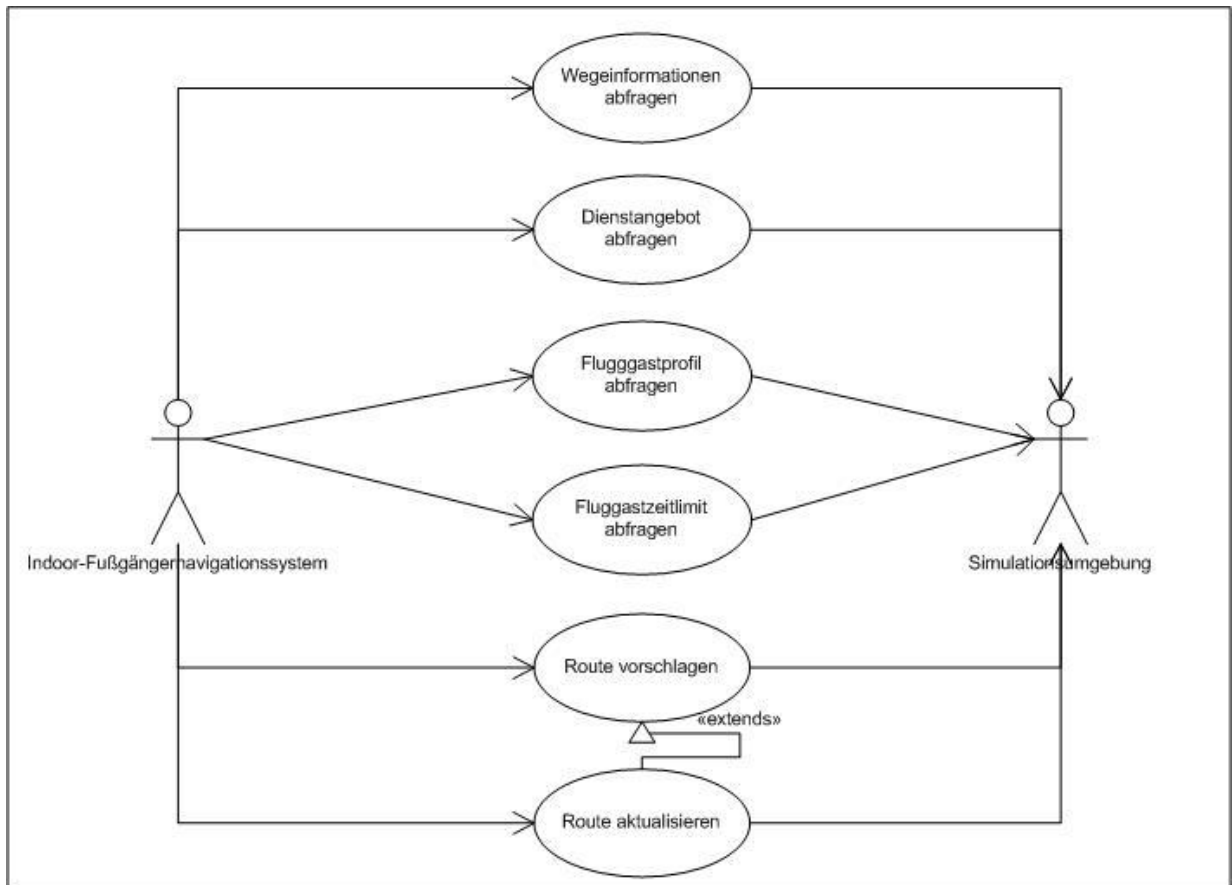 Wegeinformationen
abfragen
Dienstangebot
abfragen
Flugggastprofil
abfragen
Fluggastzeitlimit
abfragen
Indoor-Fußgängernavigationssystem
Simulationsumgebung
Route vorschlagen
«extends»
Route aktualisieren